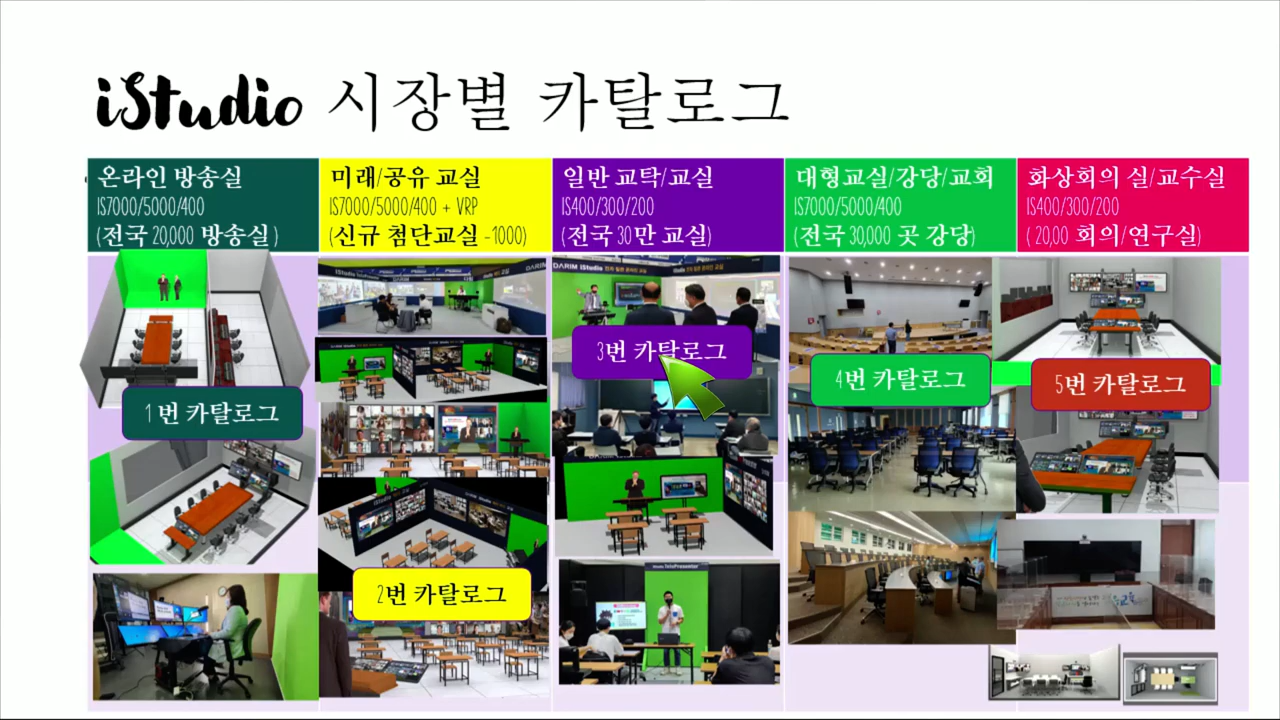 iStudio 시장별 카탈로그
온라인 방송실
IS7000/5000/400
(전국 20,000 방송실 )
미래/공유 교실
IS7000/5000/400 + VRP
(신규 첨단교실 -1000)
일반 교탁/교실
IS400/300/200
(전국 30만 교실)
대형교실/강당/교회
IS7000/5000/400
(전국 30,000 곳 강당)
화상회의 실/교수실
IS400/300/200
( 20,00 회의/연구실)
DARIM iStudio
3번 카탈로그
4번 카탈로그
5번 카탈로그
1 번 카탈로그
2번 카탈로그
TelePresenter